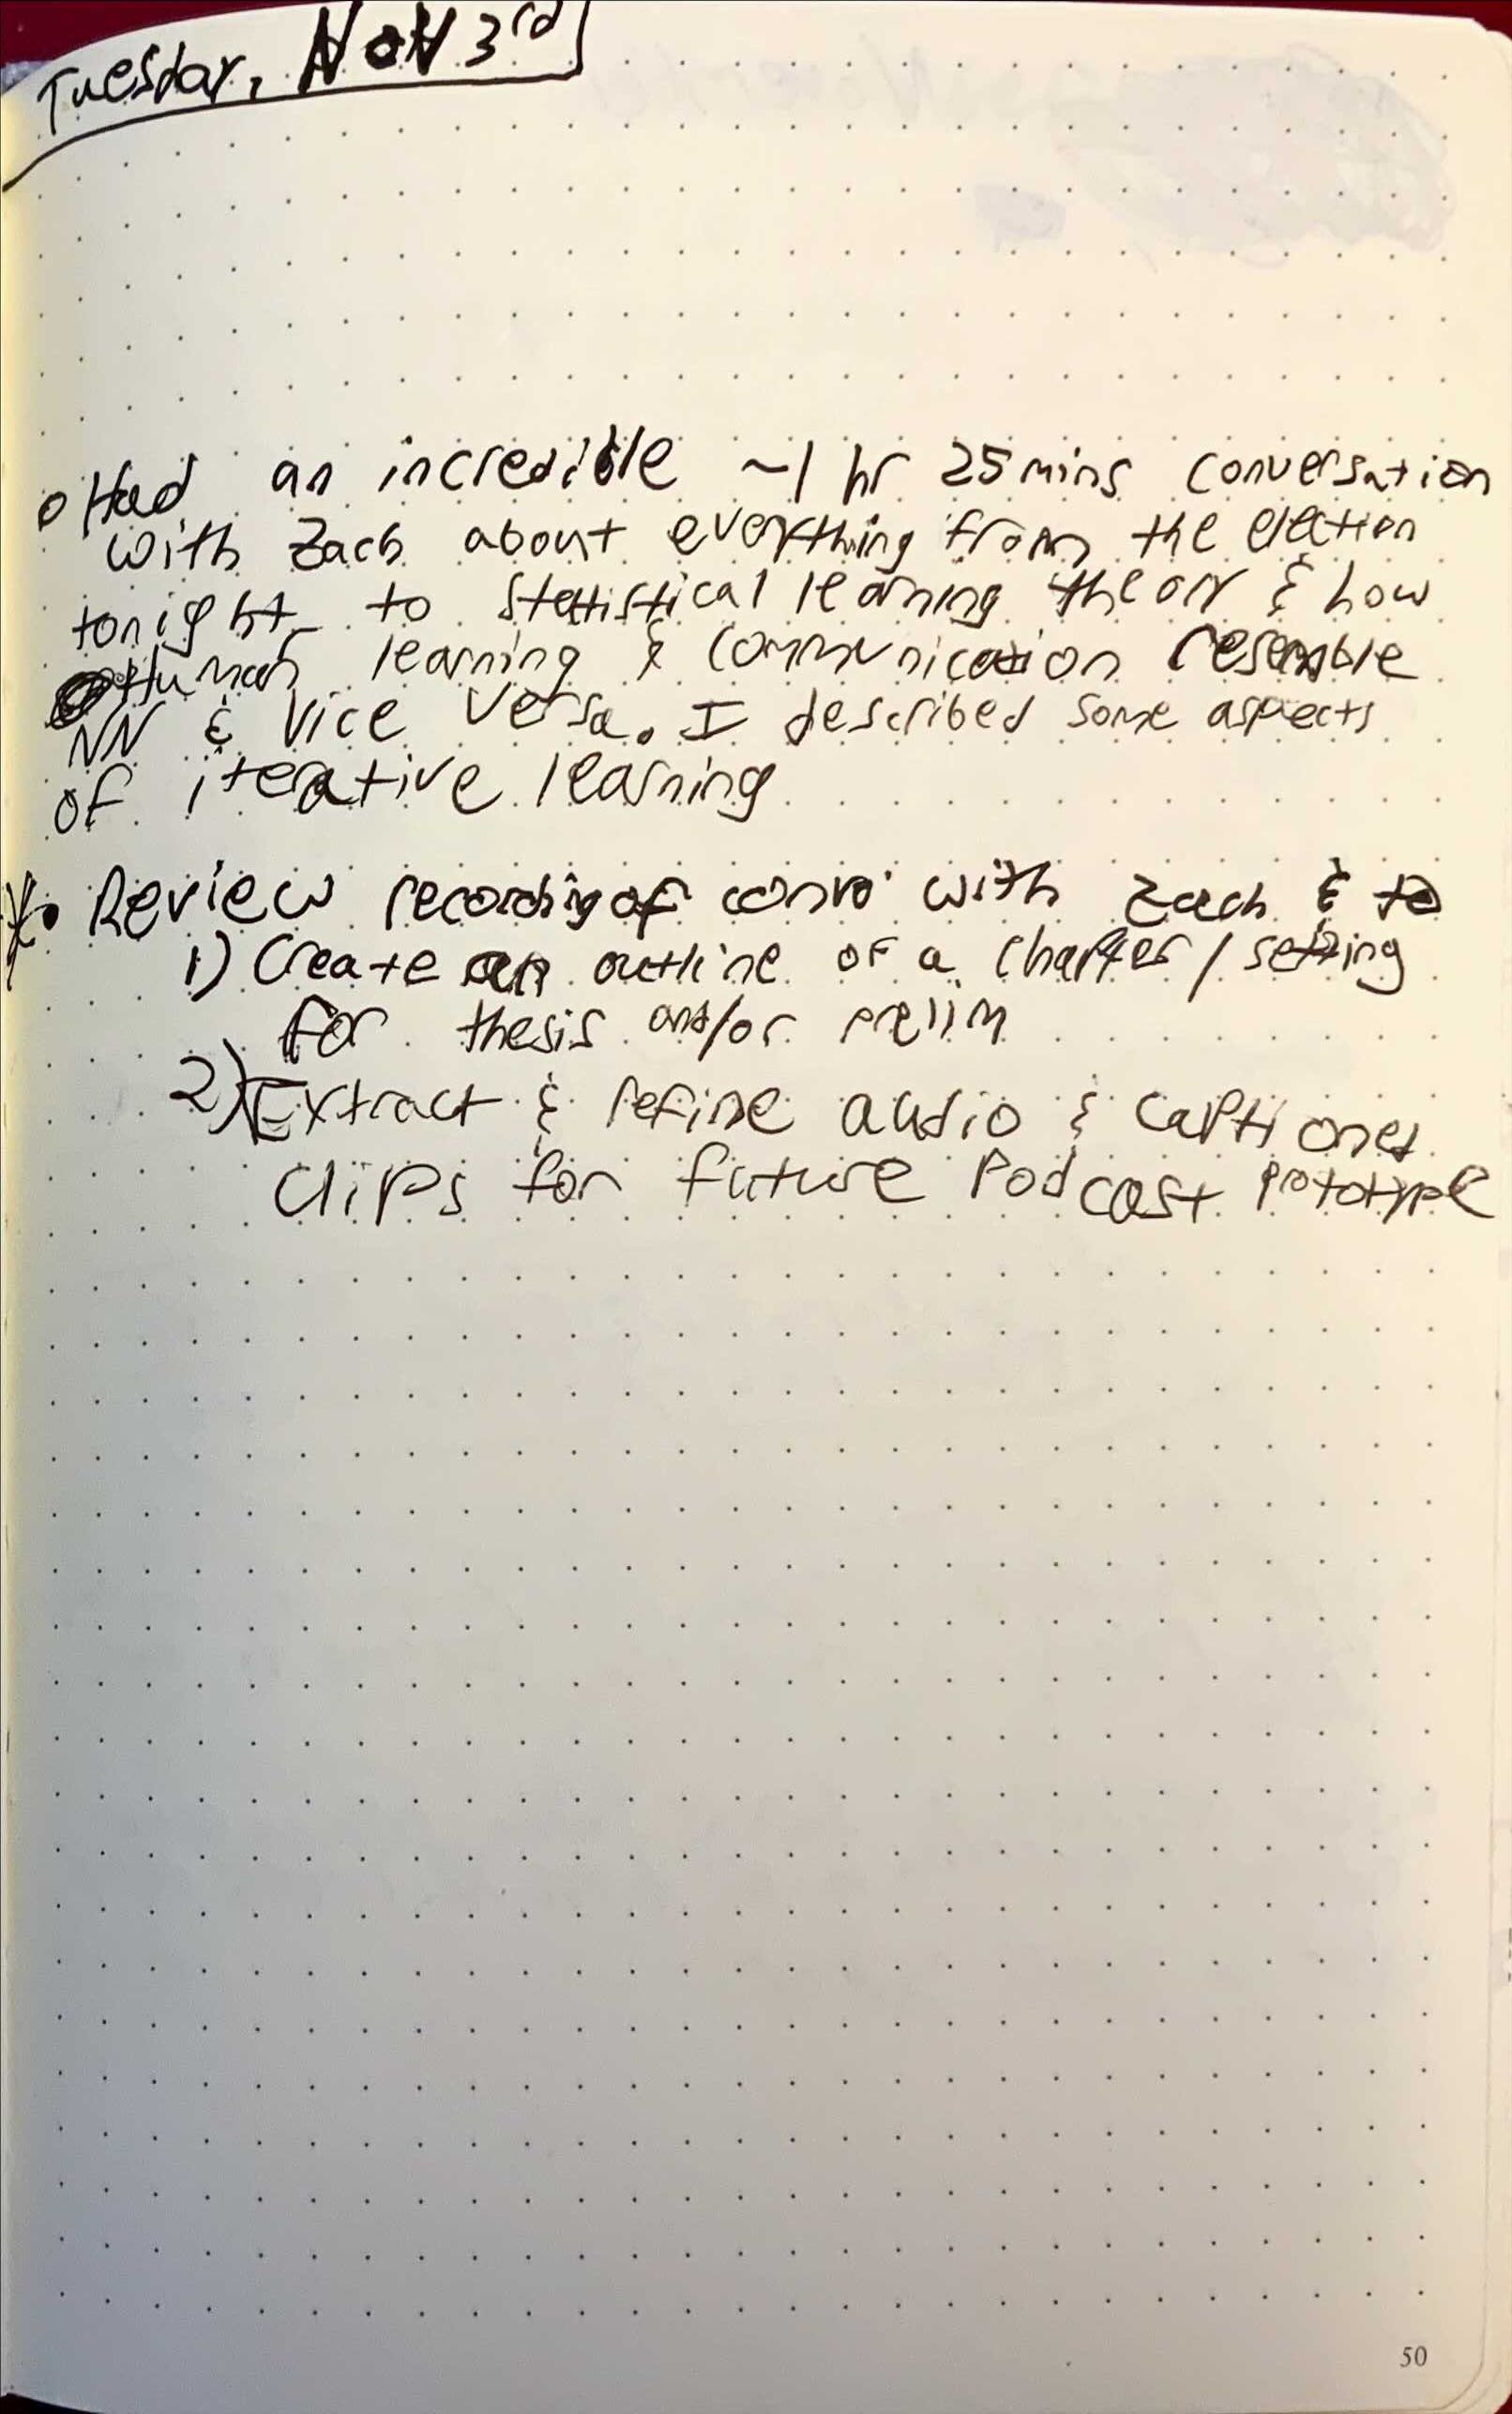 Tuesday, Nov 3rd
o Had an incredible ~1 hr 25 mins conversation
with Zach about everything from the election
tonight to statistical learning theory & how
Human learning & communication resemble
NN & vice versa. I described some aspects
of iterative learning
* • Review recording of convo with Zach & to
1) Create an outline of a chapter / setting
for thesis and/or prelim
2) Extract & refine audio & captioned
clips for future podcast prototype
50